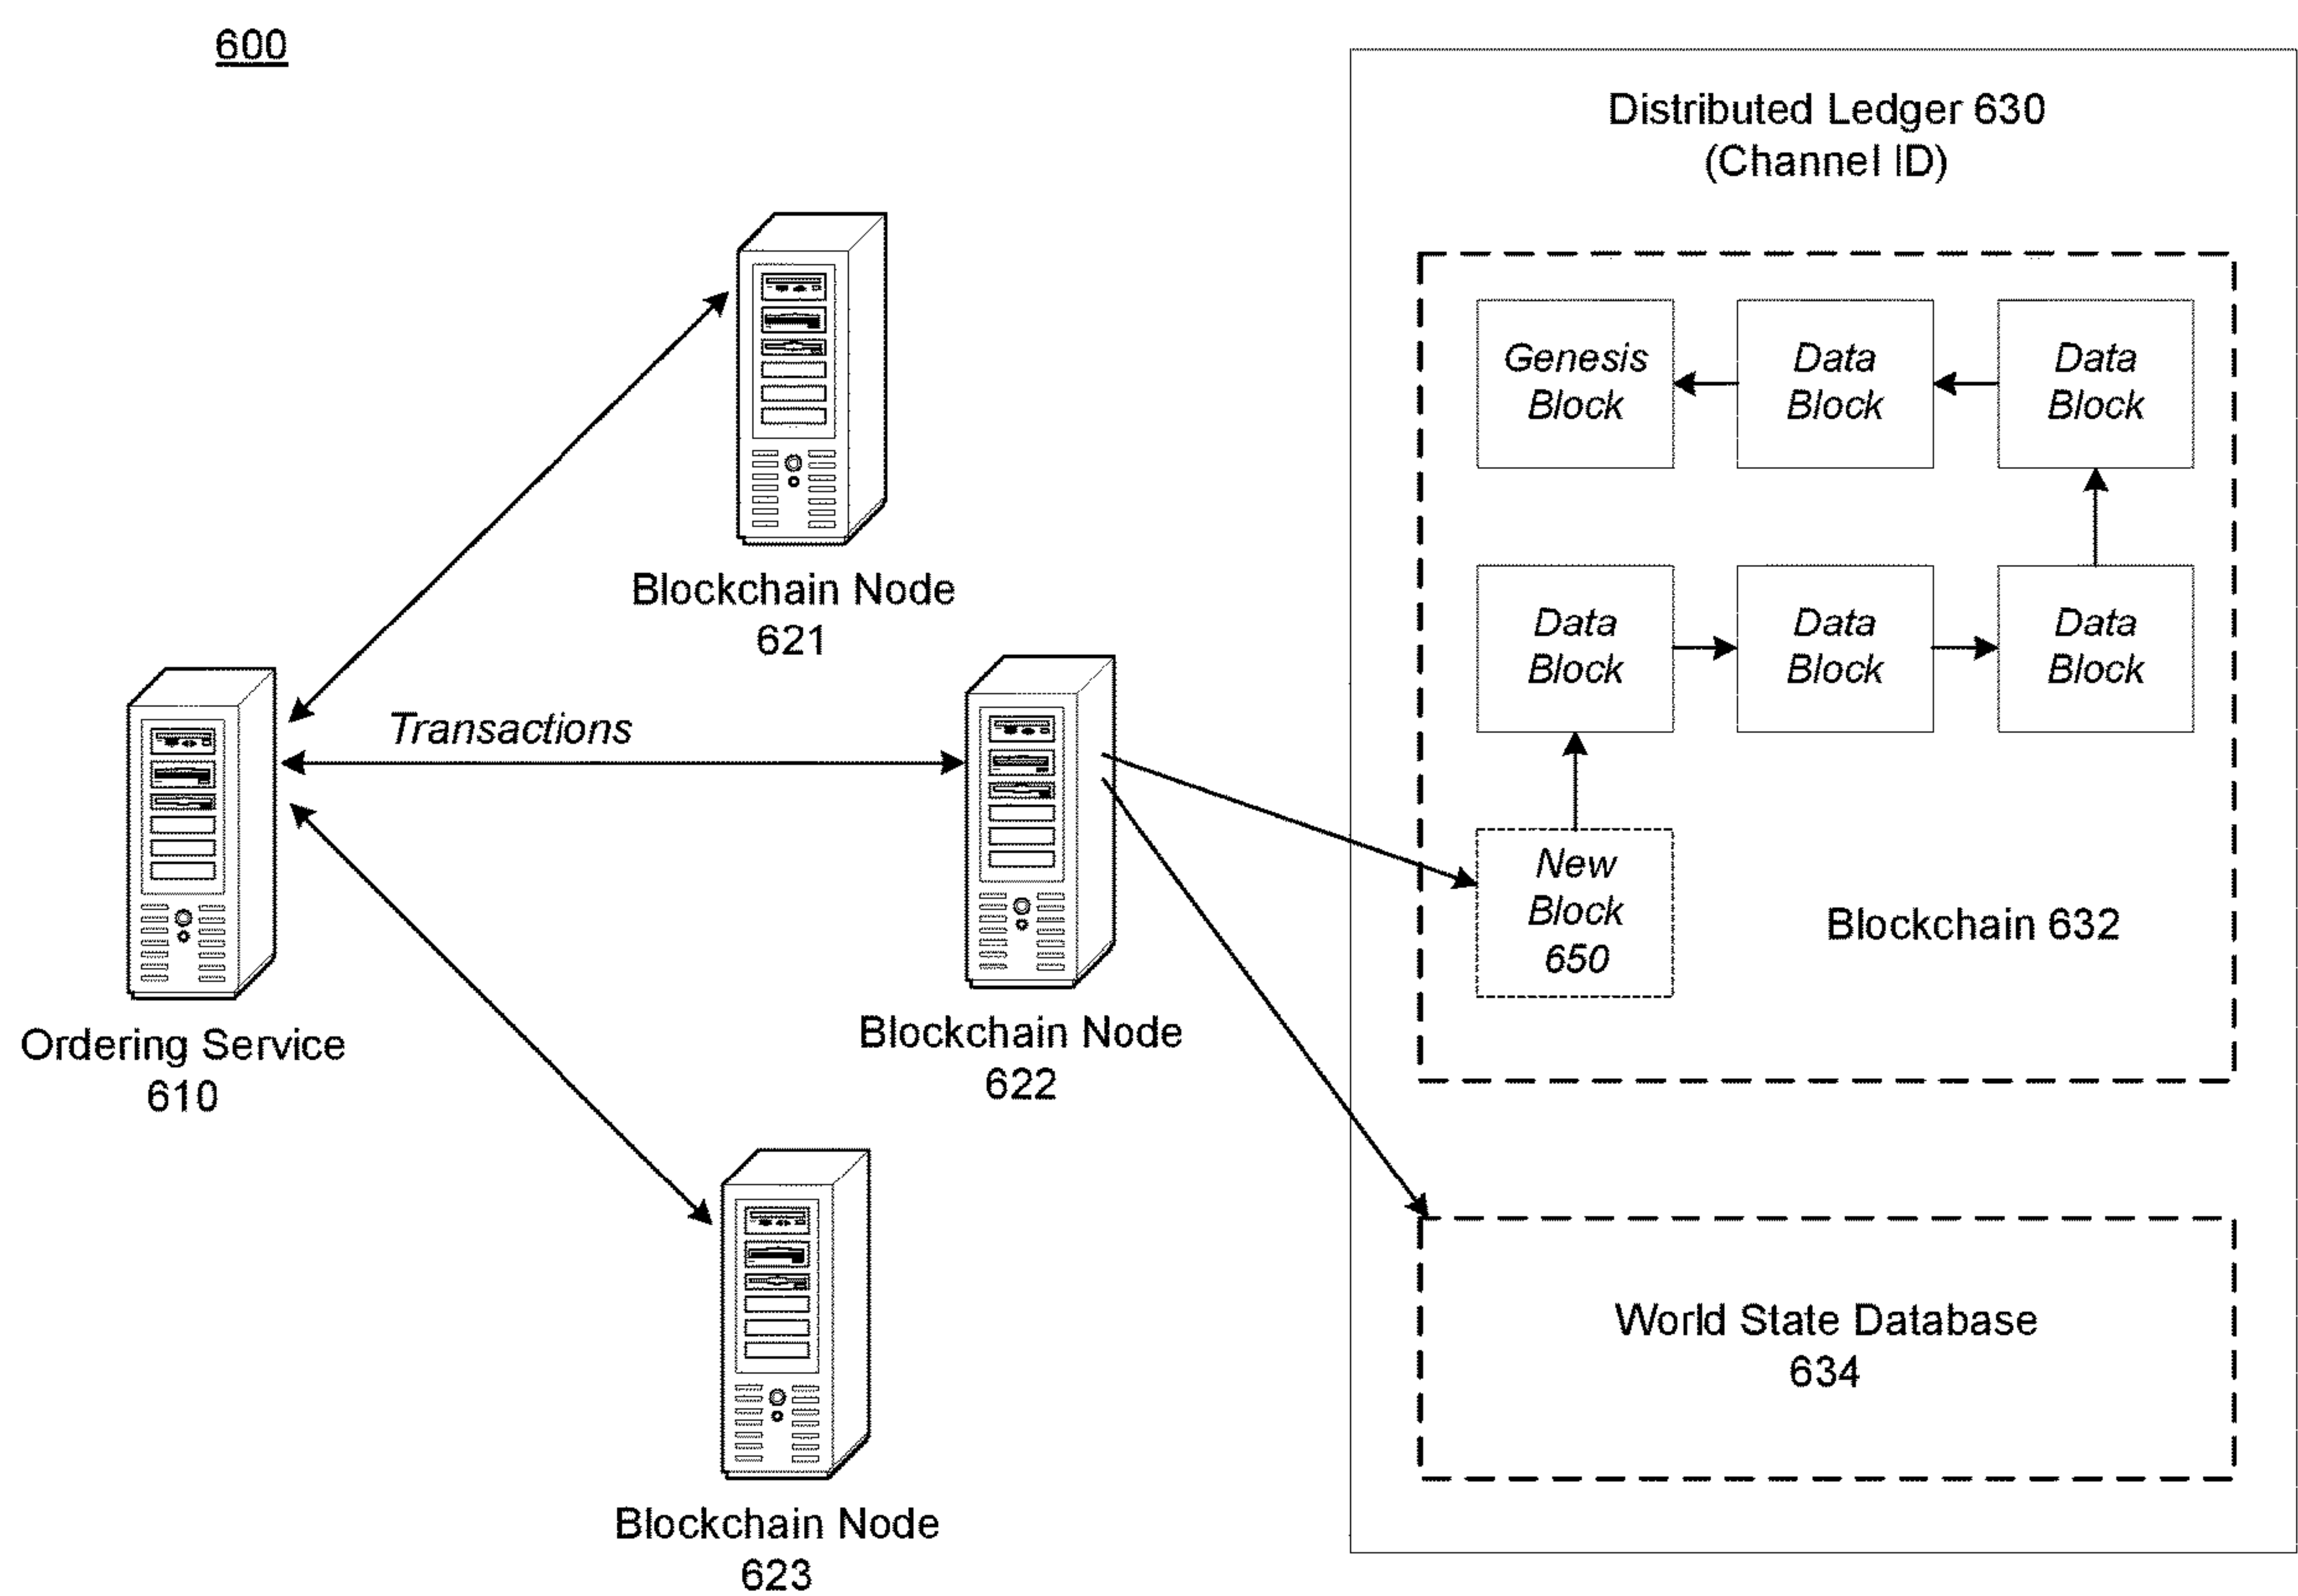 600
Distributed Ledger 630
(Channel ID)
Genesis
Block
Data
Block
Data
Block
Blockchain Node
621
Data
Block
Data
Block
Data
Block
Transactions
New
Block
650
Blockchain 632
Ordering Service
610
Blockchain Node
622
World State Database
634
Blockchain Node
623